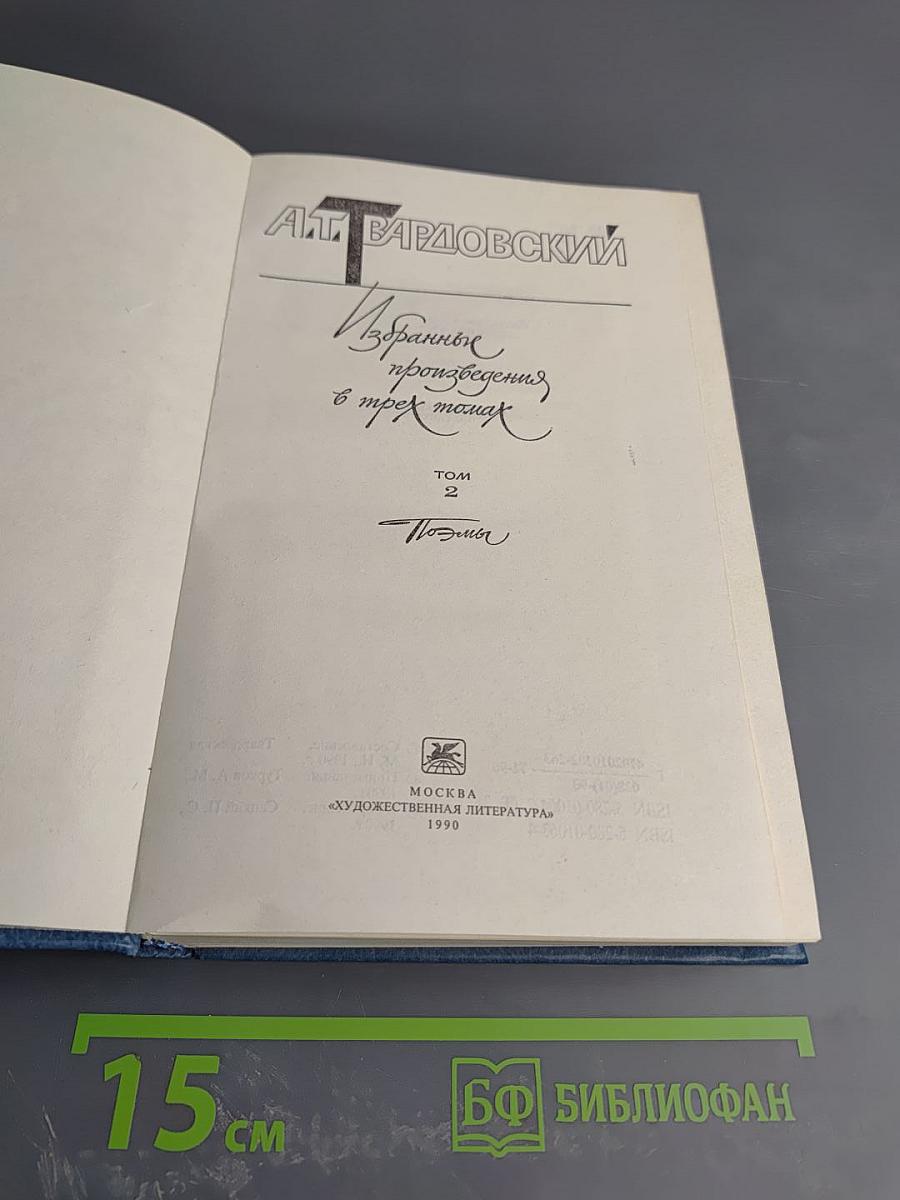 А.Т.ТВАРДОВСКИЙ
Избранные
произведения
в трех томах
ТОМ
2
Поэмы
МОСКВА
«ХУДОЖЕСТВЕННАЯ ЛИТЕРАТУРА»
1990
15 см
БФ БИБЛИОФАН